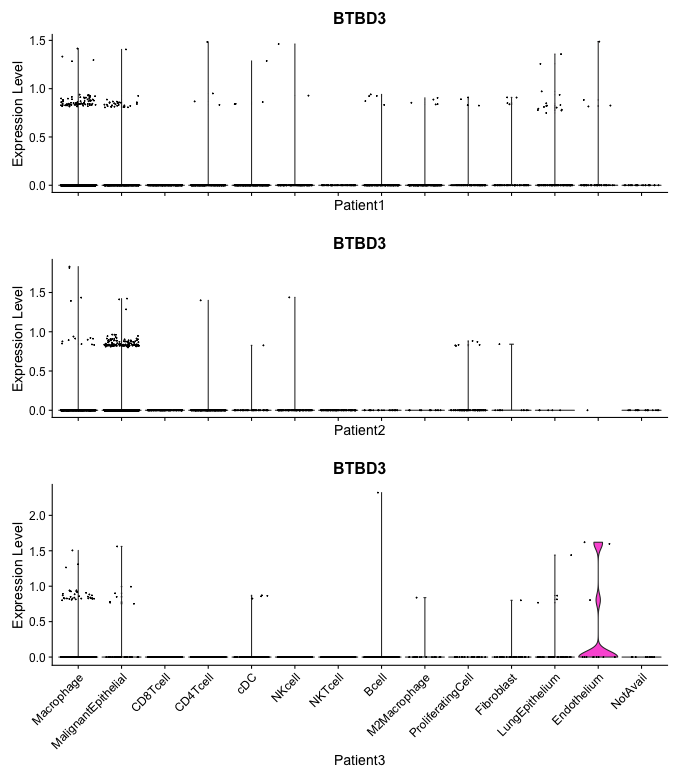 BTBD3
Expression Level
1.5
1.0
0.5
0.0
Patient1
BTBD3
Expression Level
1.5
1.0
0.5
0.0
Patient2
BTBD3
Expression Level
2.0
1.5
1.0
0.5
0.0
Macrophage
MalignantEpithelial
CD8Tcell
CD4Tcell
cDC
NKcell
NKTcell
Bcell
M2Macrophage
ProliferatingCell
Fibroblast
LungEpithelium
Endothelium
NotAvail
Patient3